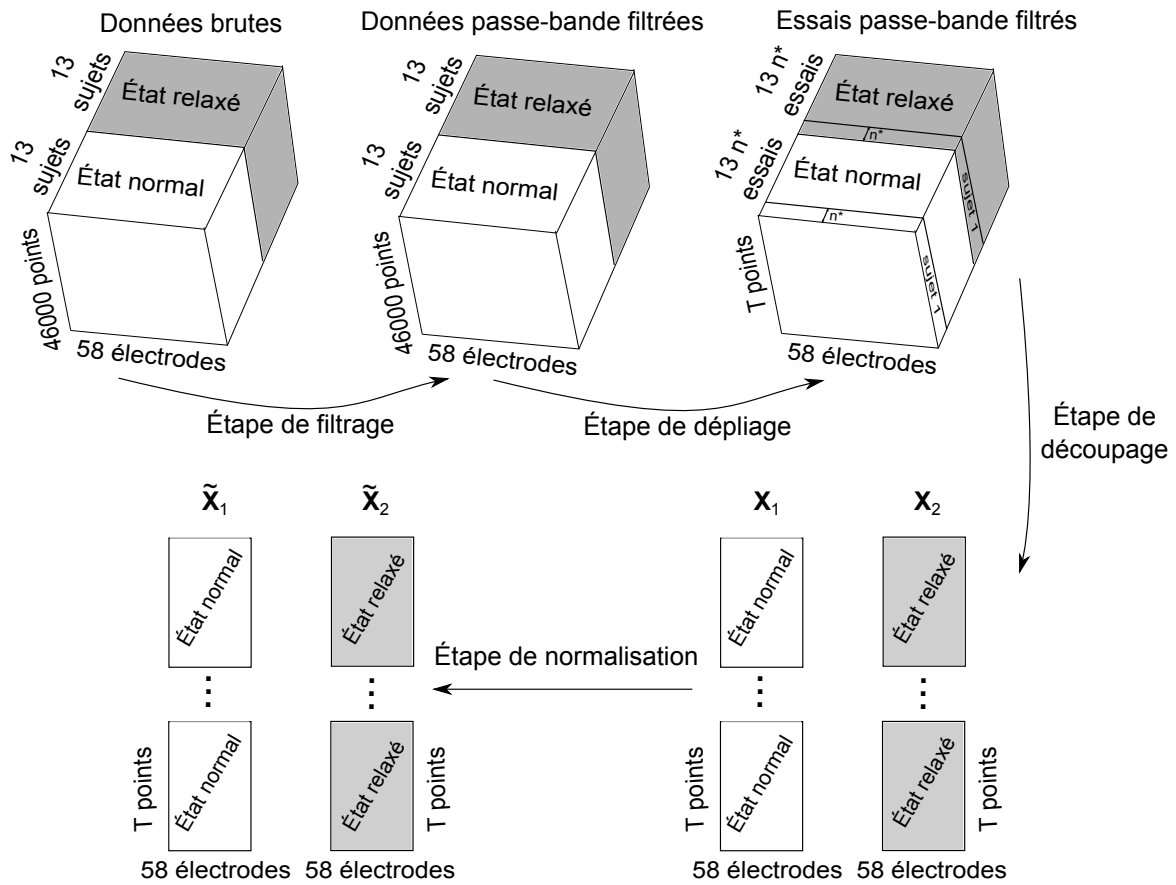 Données brutes
Données passe-bande filtrées
Essais passe-bande filtrés
13
sujets
13
sujets
État relaxé
État normal
46000 points
58 électrodes
13
sujets
13
sujets
État relaxé
État normal
46000 points
58 électrodes
13 n*
essais
13 n*
essais
État relaxé
n*
État normal
n*
sujet 1
sujet 1
T points
58 électrodes
Étape de filtrage
Étape de dépliage
Étape de
découpage
X̃1
X̃2
X1
X2
État normal
État relaxé
État normal
État relaxé
Étape de normalisation
⋮
⋮
⋮
⋮
T points
État normal
État relaxé
T points
T points
État normal
État relaxé
T points
58 électrodes
58 électrodes
58 électrodes
58 électrodes